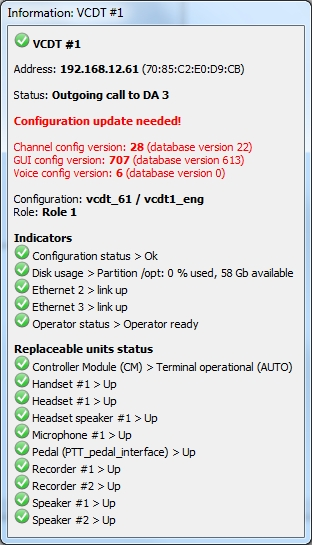 Information: VCDT #1
VCDT #1
Address: 192.168.12.61 (70:85:C2:E0:D9:CB)
Status: Outgoing call to DA 3
Configuration update needed!
Channel config version: 28 (database version 22)
GUI config version: 707 (database version 613)
Voice config version: 6 (database version 0)
Configuration: vcdt_61 / vcdt1_eng
Role: Role 1
Indicators
Configuration status > Ok
Disk usage > Partition /opt: 0 % used, 58 Gb available
Ethernet 2 > link up
Ethernet 3 > link up
Operator status > Operator ready
Replaceable units status
Controller Module (CM) > Terminal operational (AUTO)
Handset #1 > Up
Headset #1 > Up
Headset speaker #1 > Up
Microphone #1 > Up
Pedal (PTT_pedal_interface) > Up
Recorder #1 > Up
Recorder #2 > Up
Speaker #1 > Up
Speaker #2 > Up